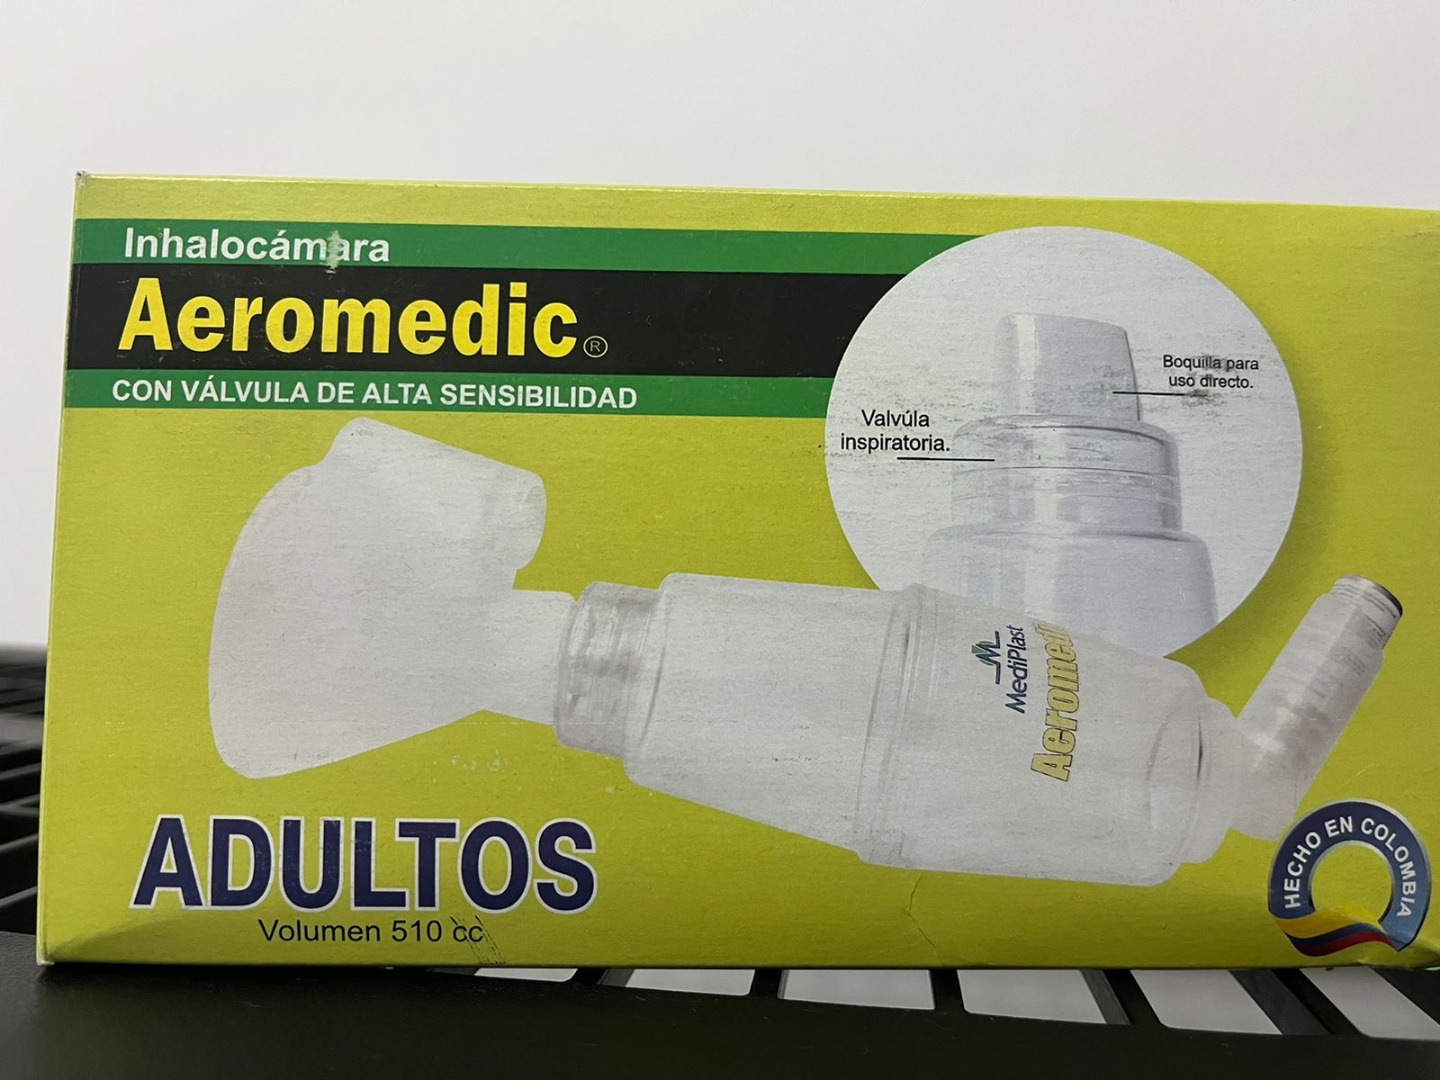 Inhalocámara
Aeromedic®
CON VÁLVULA DE ALTA SENSIBILIDAD
Boquilla para
uso directo.
Valvúla
inspiratoria.
MediPlast
Aeromedic
ADULTOS
Volumen 510 cc
HECHO EN COLOMBIA